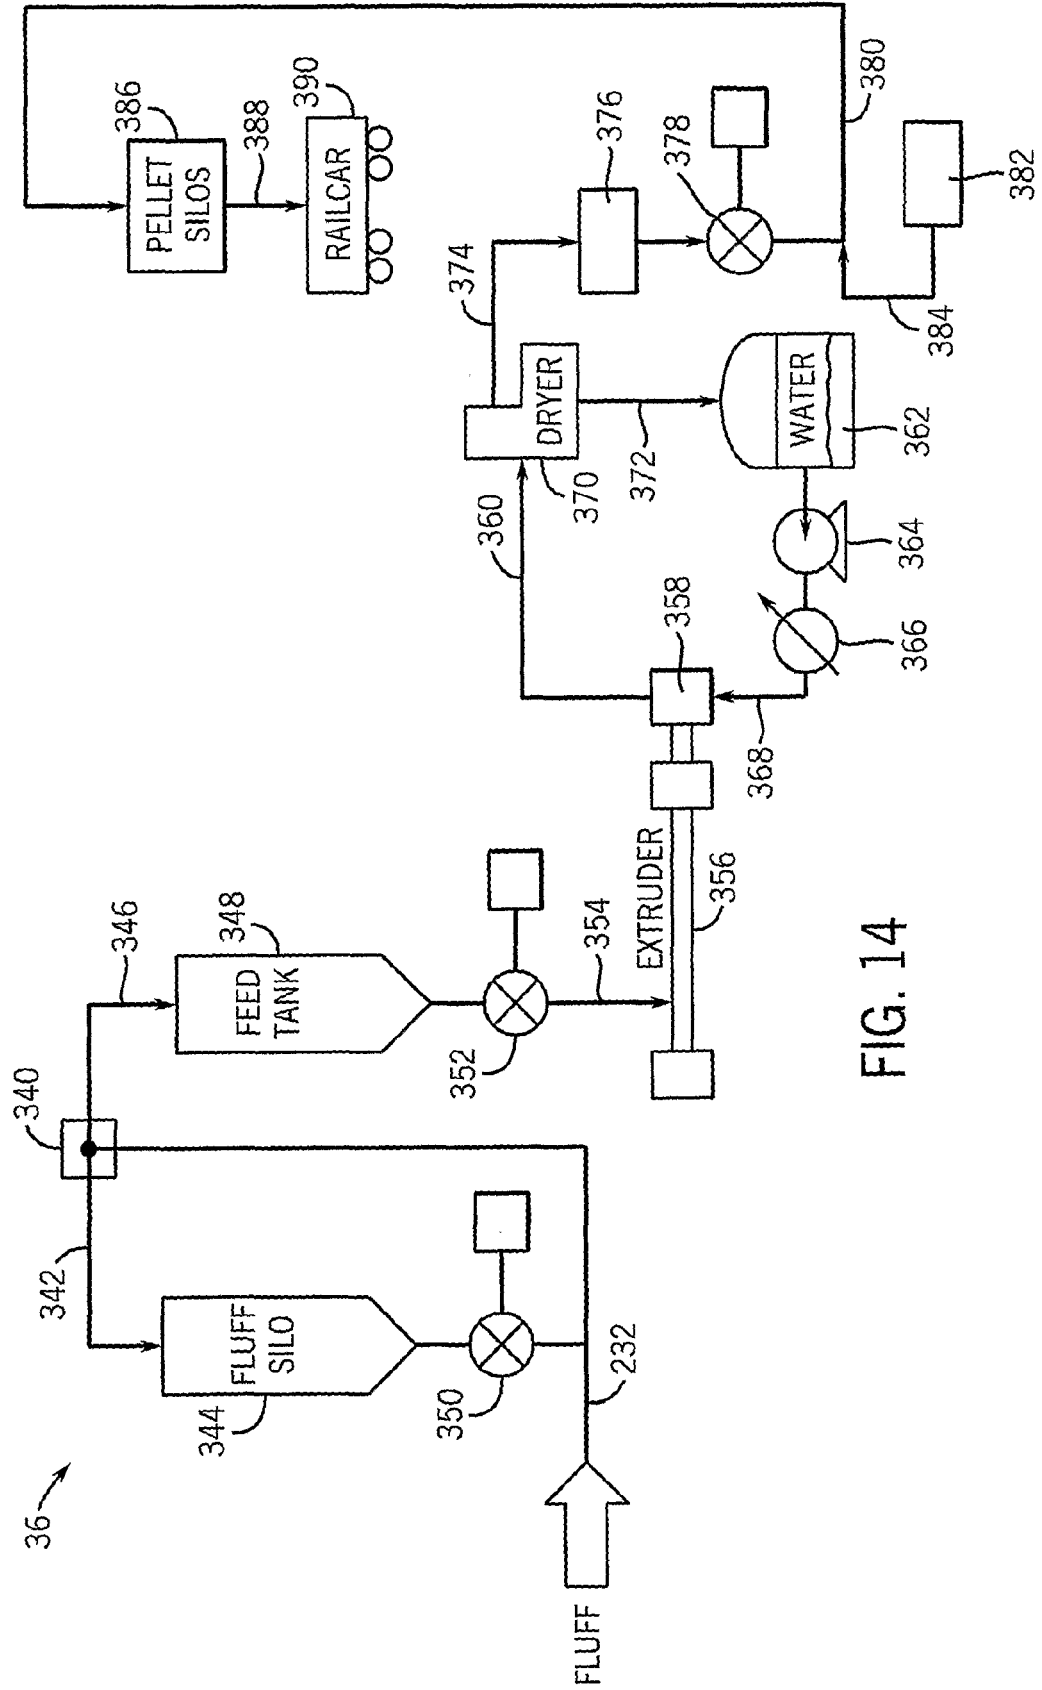 36
FLUFF
232
340
342
344
FLUFF
SILO
350
346
348
FEED
TANK
352
354
EXTRUDER
356
358
360
368
366
364
362
WATER
370
DRYER
372
374
376
378
380
382
384
386
PELLET
SILOS
388
390
RAILCAR
FIG. 14